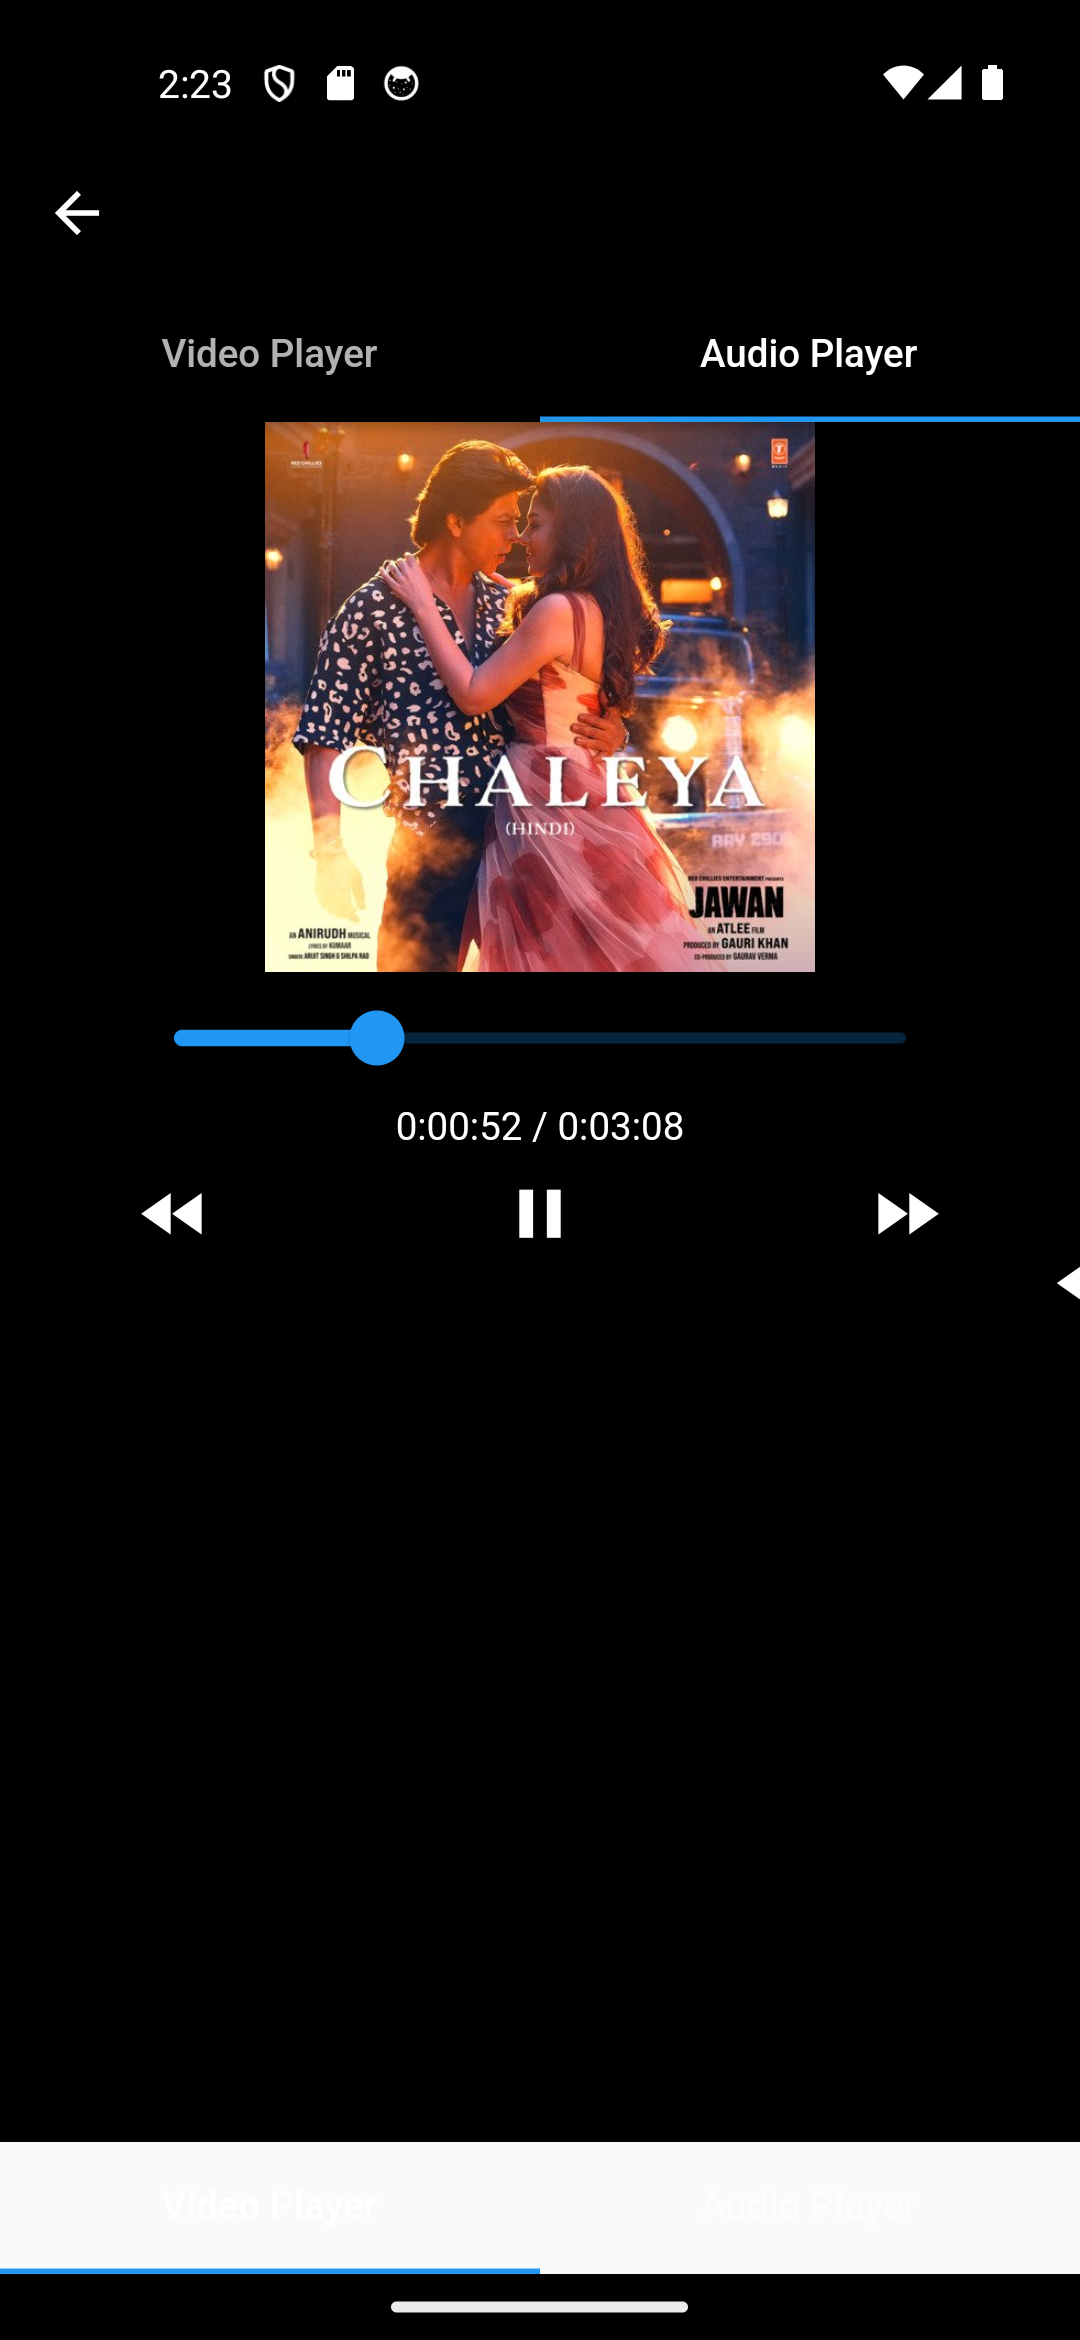 2:23
Video Player
Audio Player
RED CHILLIES
CHALEYA
(HINDI)
RED CHILLIES ENTERTAINMENT PRESENTS
JAWAN
AN ATLEE FILM
PRODUCED BY GAURI KHAN
CO-PRODUCED BY GAURAV VERMA
AN ANIRUDH MUSICAL
LYRICS BY KUMAAR
SINGERS ARIJIT SINGH & SHILPA RAO
0:00:52 / 0:03:08
Video Player
Audio Player